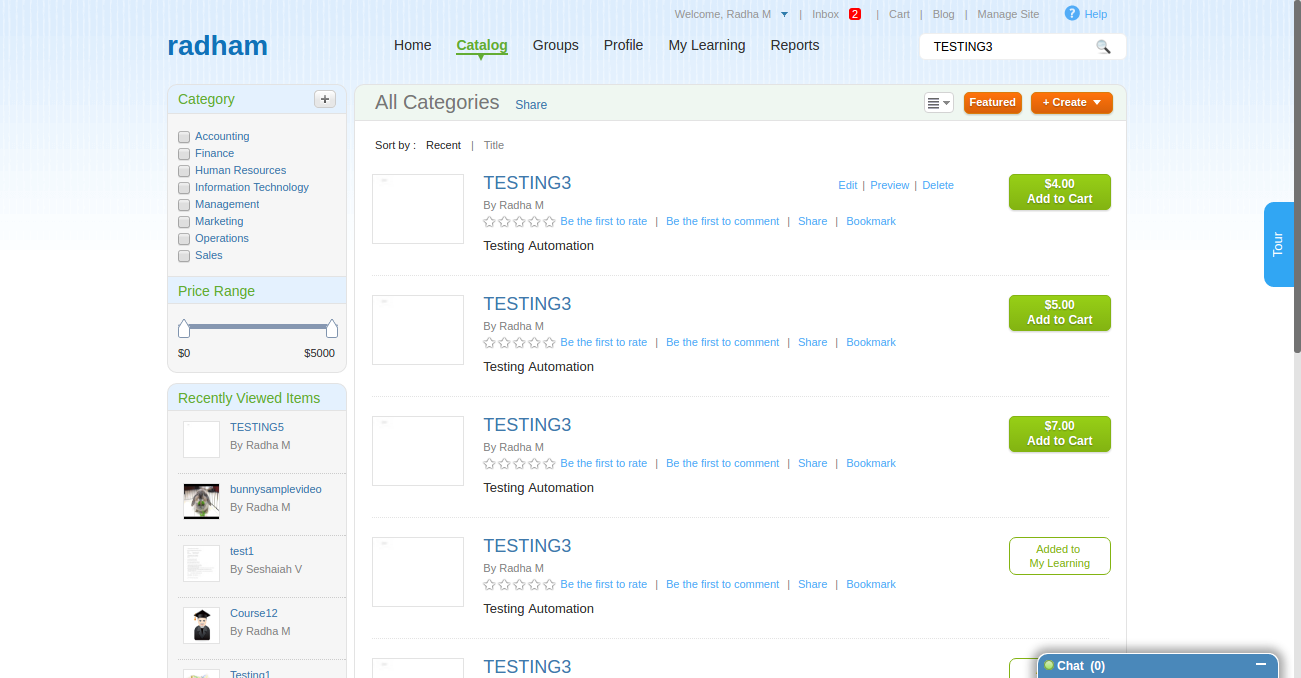 Welcome, Radha M | Inbox 2 | Cart | Blog | Manage Site ? Help
radham
Home Catalog Groups Profile My Learning Reports
TESTING3
Category +
Accounting
Finance
Human Resources
Information Technology
Management
Marketing
Operations
Sales
Price Range
$0 $5000
Recently Viewed Items
TESTING5
By Radha M
bunnysamplevideo
By Radha M
test1
By Seshaiah V
Course12
By Radha M
Testing1
All Categories Share
Featured + Create
Sort by : Recent | Title
TESTING3
Edit | Preview | Delete
$4.00
Add to Cart
By Radha M
Be the first to rate | Be the first to comment | Share | Bookmark
Testing Automation
TESTING3
$5.00
Add to Cart
By Radha M
Be the first to rate | Be the first to comment | Share | Bookmark
Testing Automation
TESTING3
$7.00
Add to Cart
By Radha M
Be the first to rate | Be the first to comment | Share | Bookmark
Testing Automation
TESTING3
Added to
My Learning
By Radha M
Be the first to rate | Be the first to comment | Share | Bookmark
Testing Automation
TESTING3
Tour
Chat (0)